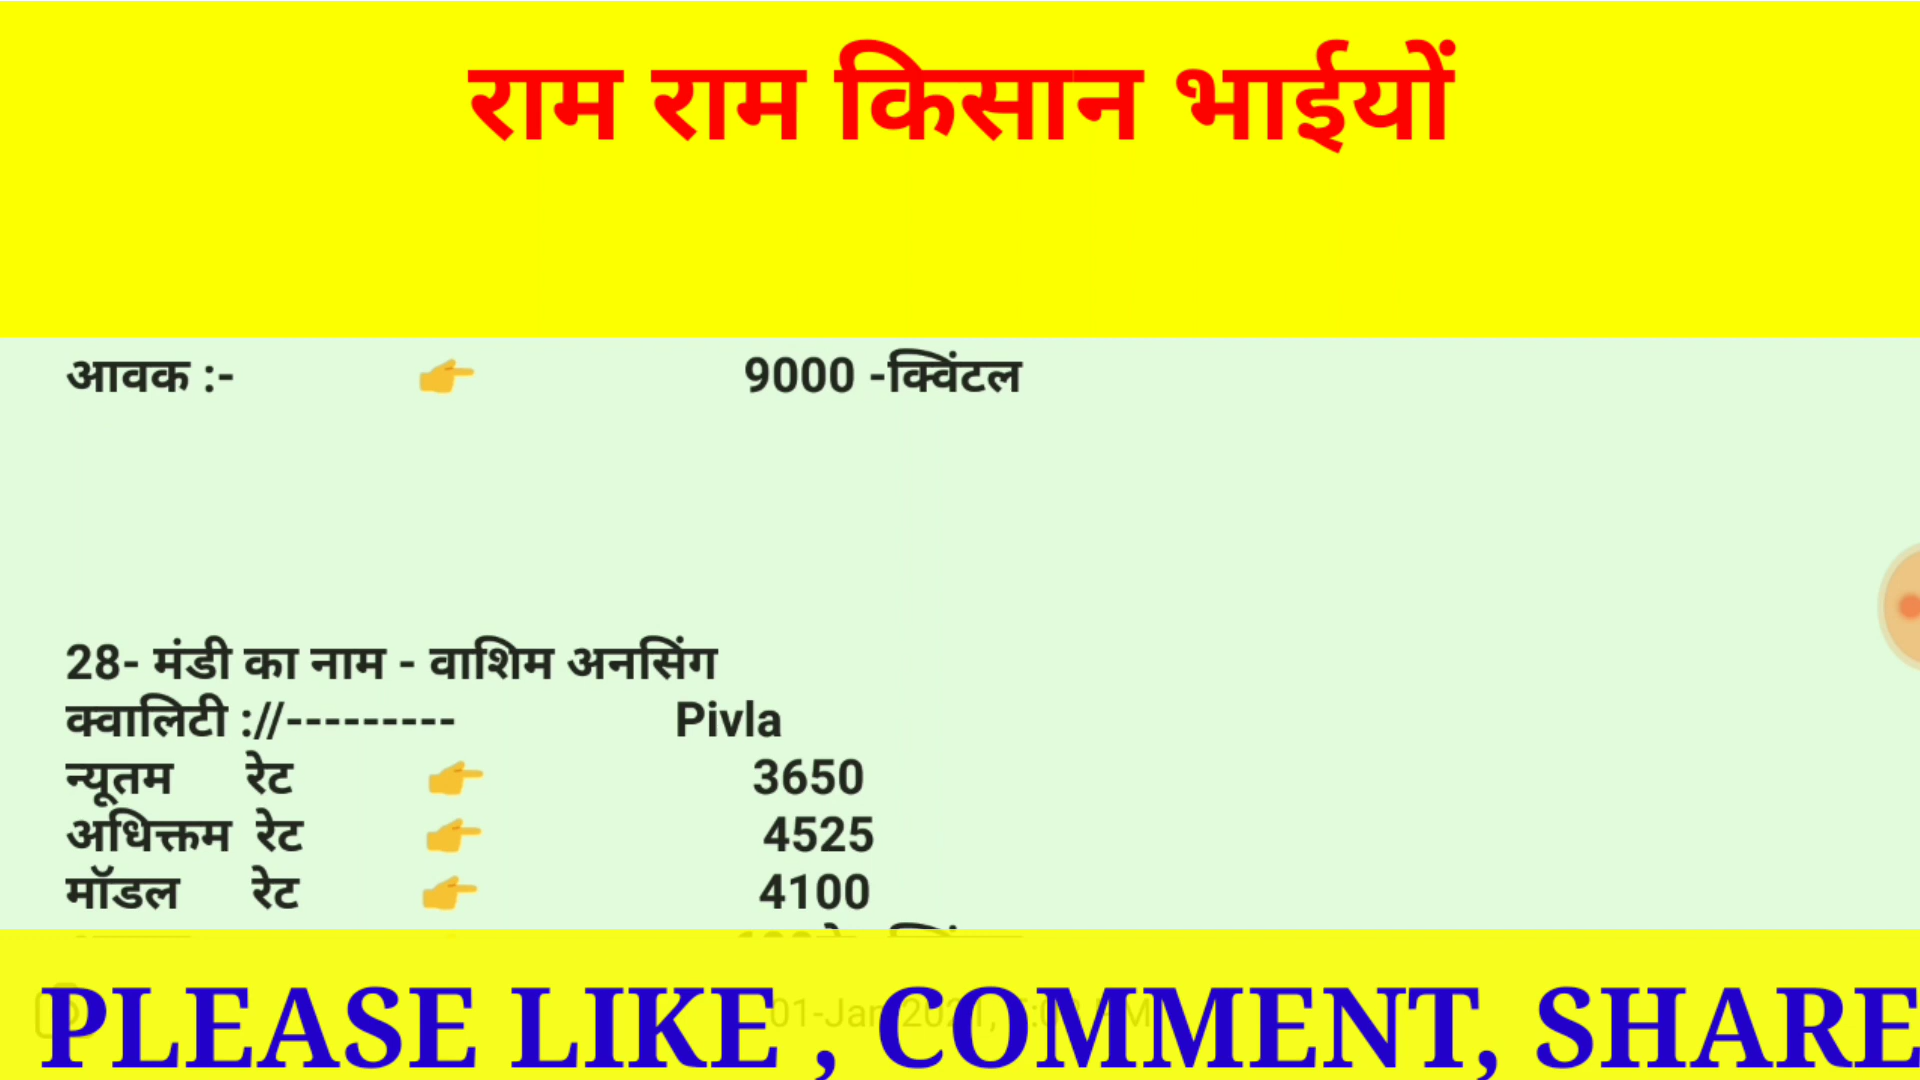 राम राम किसान भाईयों
आवक :- 👉 9000 -क्विंटल
28- मंडी का नाम - वाशिम अनसिंग
क्वालिटी ://--------- Pivla
न्यूतम रेट 👉 3650
अधिक्तम रेट 👉 4525
मॉडल रेट 👉 4100
PLEASE LIKE , COMMENT, SHARE